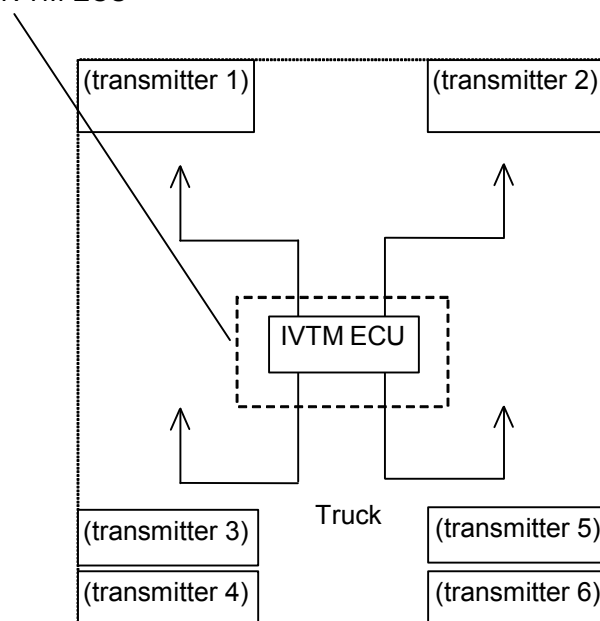 (transmitter 1)
(transmitter 2)
IVTM ECU
Truck
(transmitter 3)
(transmitter 5)
(transmitter 4)
(transmitter 6)